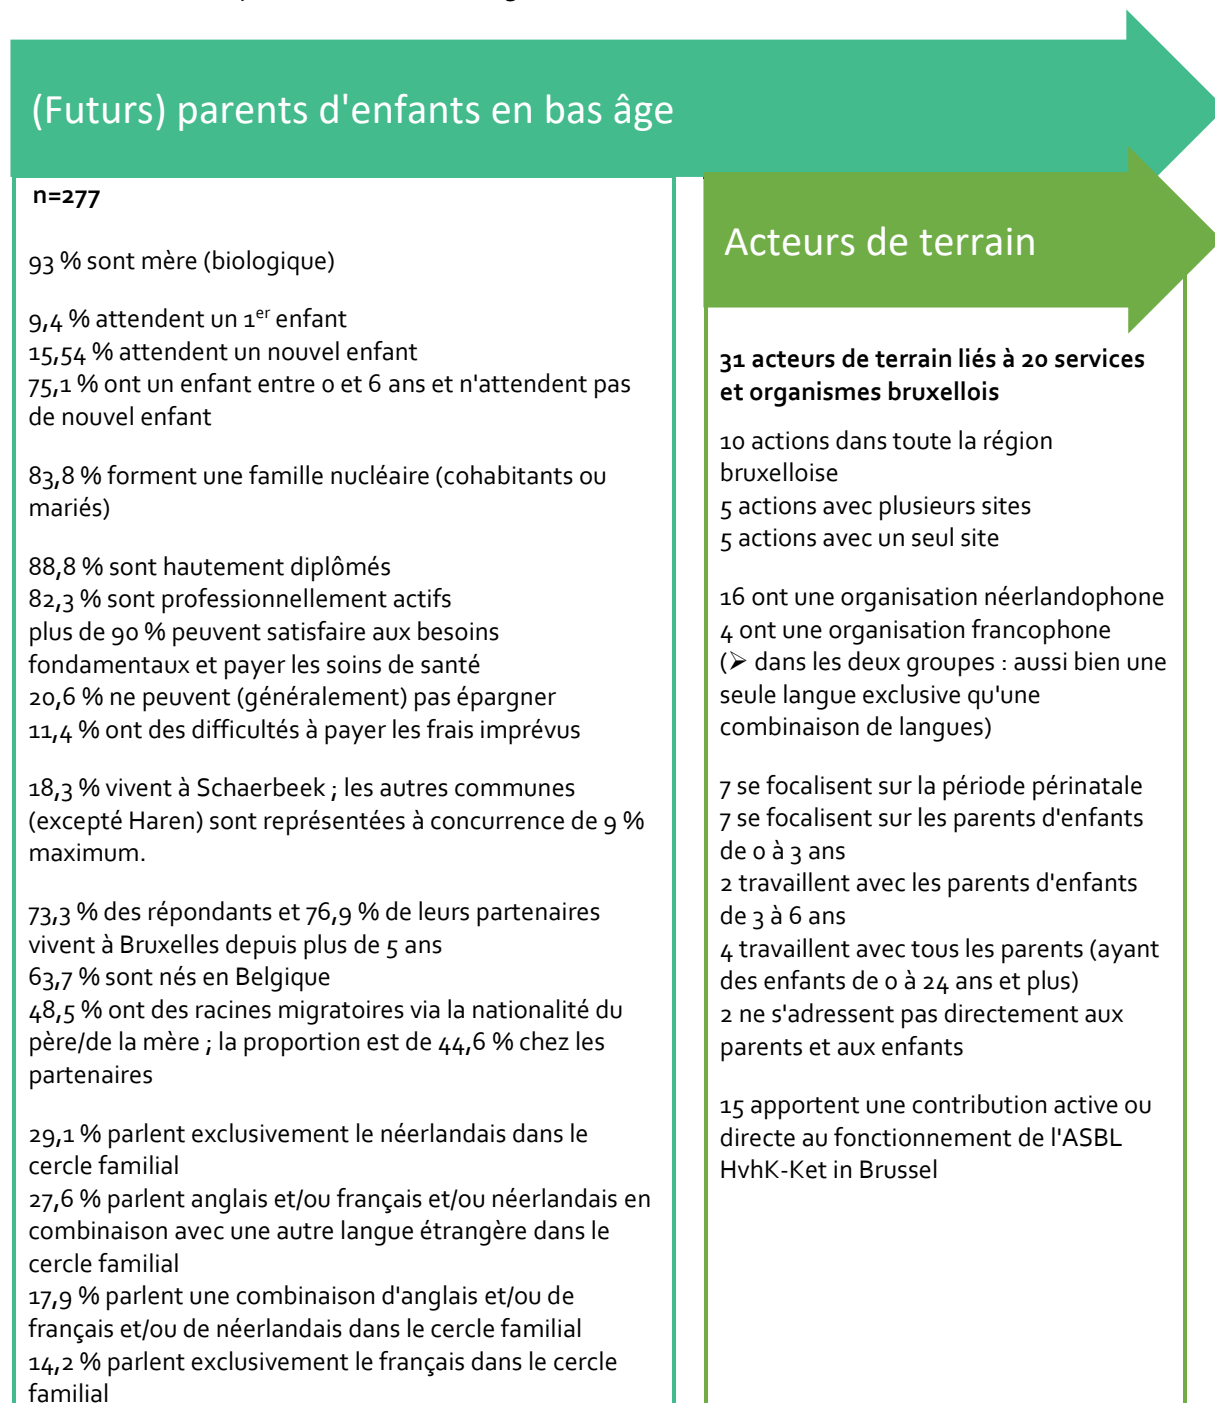 (Futurs) parents d'enfants en bas âge
n=277
93 % sont mère (biologique)
9,4 % attendent un 1er enfant
15,54 % attendent un nouvel enfant
75,1 % ont un enfant entre 0 et 6 ans et n'attendent pas
de nouvel enfant
83,8 % forment une famille nucléaire (cohabitants ou
mariés)
88,8 % sont hautement diplômés
82,3 % sont professionnellement actifs
plus de 90 % peuvent satisfaire aux besoins
fondamentaux et payer les soins de santé
20,6 % ne peuvent (généralement) pas épargner
11,4 % ont des difficultés à payer les frais imprévus
18,3 % vivent à Schaerbeek ; les autres communes
(excepté Haren) sont représentées à concurrence de 9 %
maximum.
73,3 % des répondants et 76,9 % de leurs partenaires
vivent à Bruxelles depuis plus de 5 ans
63,7 % sont nés en Belgique
48,5 % ont des racines migratoires via la nationalité du
père/de la mère ; la proportion est de 44,6 % chez les
partenaires
29,1 % parlent exclusivement le néerlandais dans le
cercle familial
27,6 % parlent anglais et/ou français et/ou néerlandais en
combinaison avec une autre langue étrangère dans le
cercle familial
17,9 % parlent une combinaison d'anglais et/ou de
français et/ou de néerlandais dans le cercle familial
14,2 % parlent exclusivement le français dans le cercle
familial
Acteurs de terrain
31 acteurs de terrain liés à 20 services
et organismes bruxellois
10 actions dans toute la région
bruxelloise
5 actions avec plusieurs sites
5 actions avec un seul site
16 ont une organisation néerlandophone
4 ont une organisation francophone
(➢ dans les deux groupes : aussi bien une
seule langue exclusive qu'une
combinaison de langues)
7 se focalisent sur la période périnatale
7 se focalisent sur les parents d'enfants
de 0 à 3 ans
2 travaillent avec les parents d'enfants
de 3 à 6 ans
4 travaillent avec tous les parents (ayant
des enfants de 0 à 24 ans et plus)
2 ne s'adressent pas directement aux
parents et aux enfants
15 apportent une contribution active ou
directe au fonctionnement de l'ASBL
HvhK-Ket in Brussel